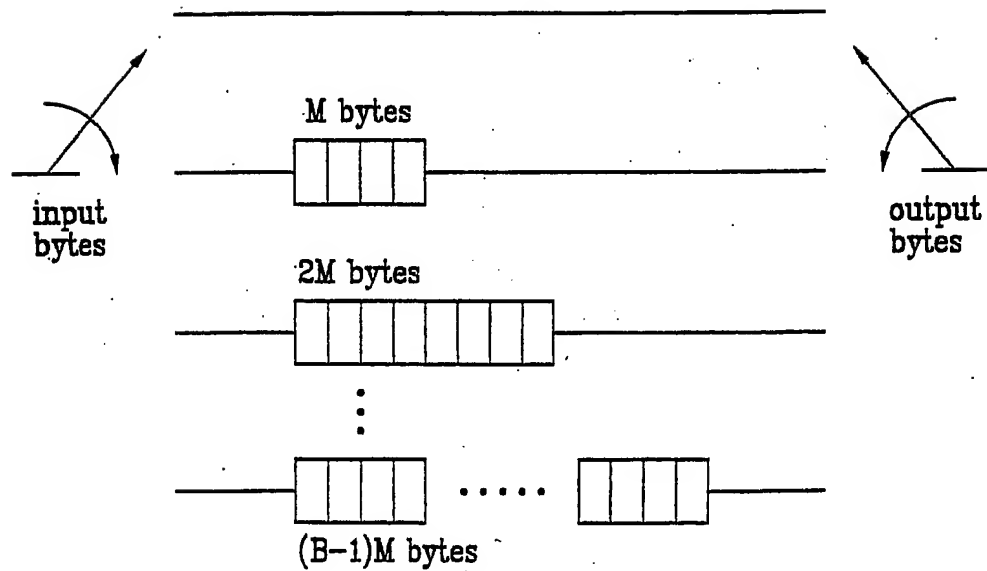 M bytes
input
bytes
output
bytes
2M bytes
(B-1)M bytes